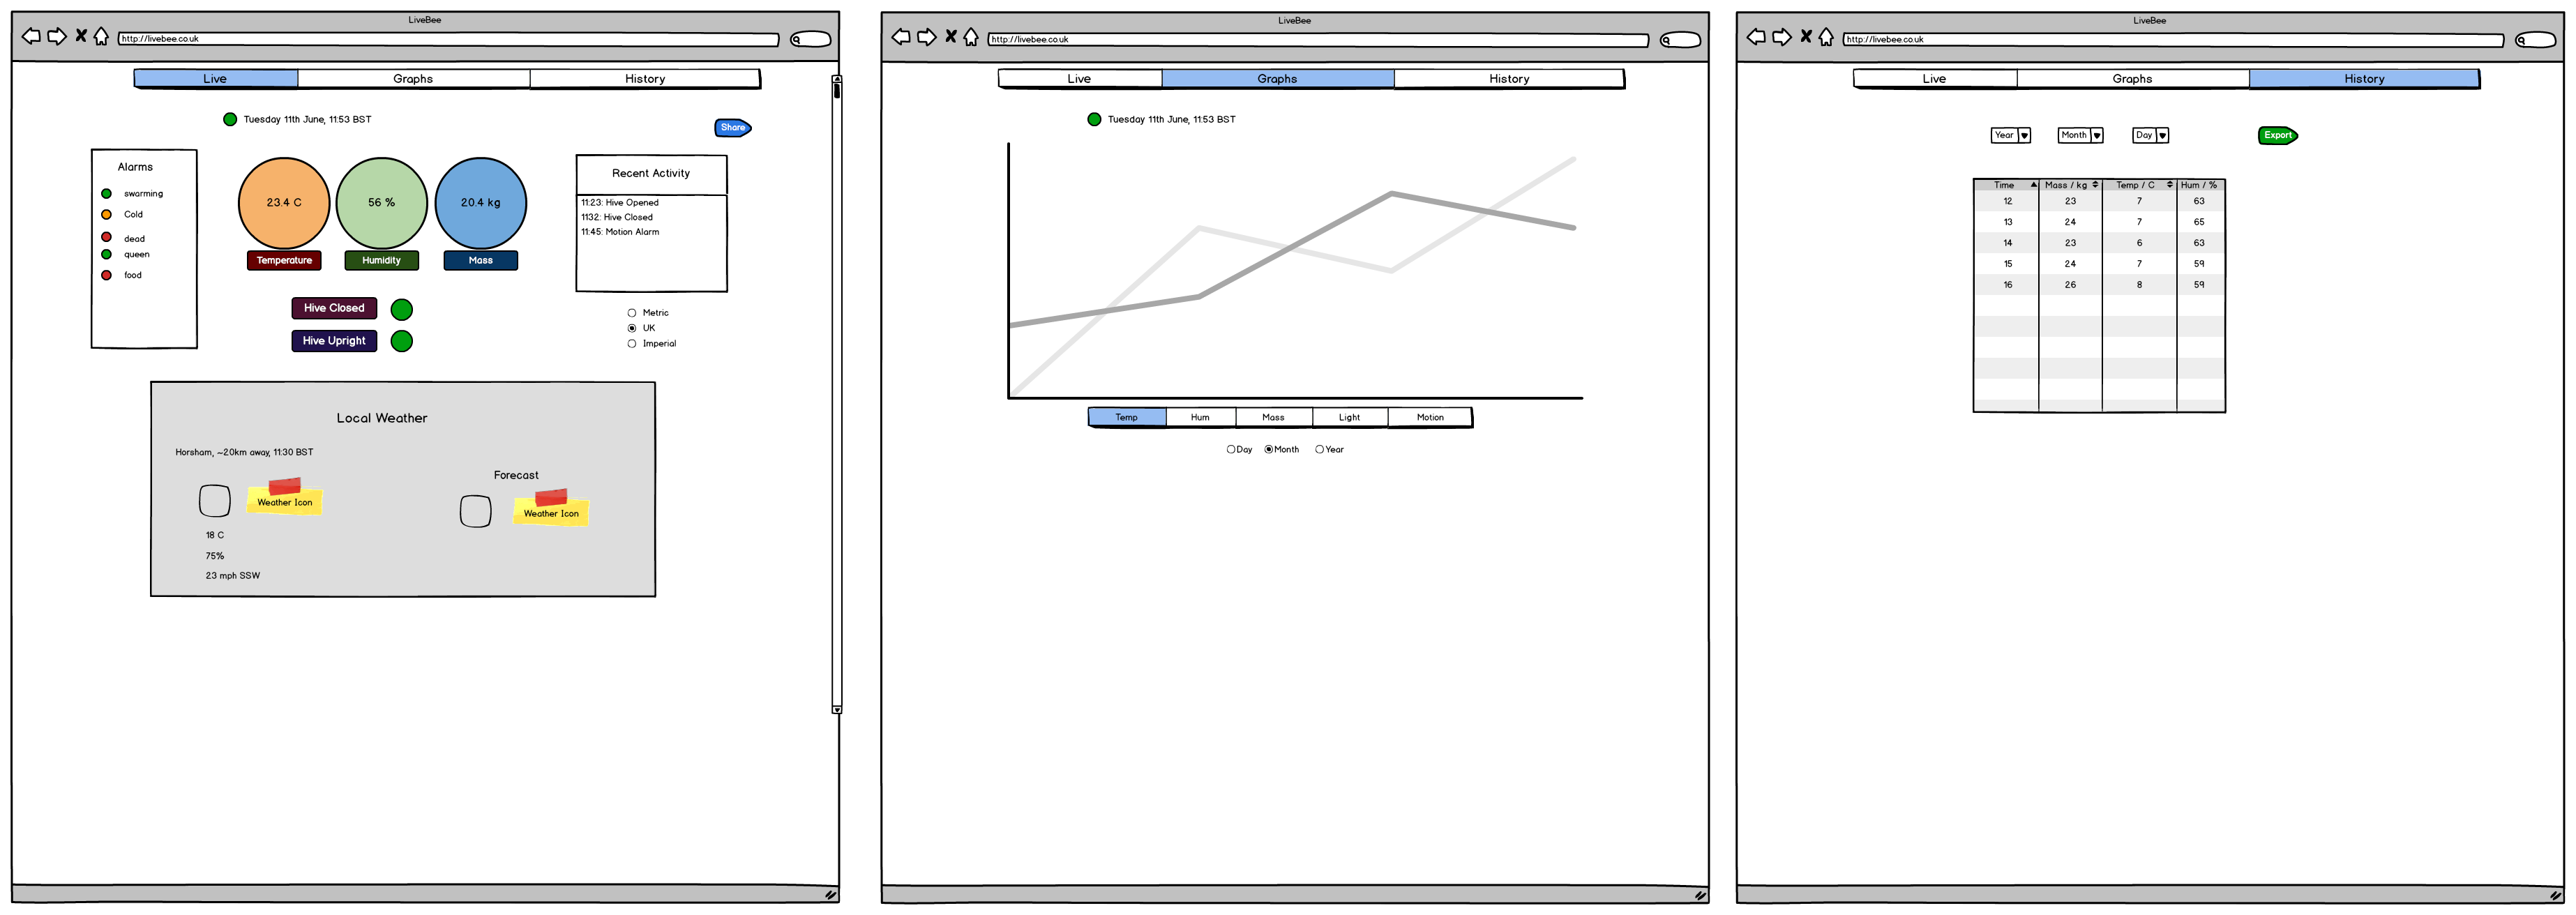 LiveBee
http://livebee.co.uk
Live Graphs History
Tuesday 11th June, 11:53 BST
Share
Alarms
swarming
Cold
dead
queen
food
23.4 C 56 % 20.4 kg
Temperature Humidity Mass
Recent Activity
11:23: Hive Opened
1132: Hive Closed
11:45: Motion Alarm
Hive Closed
Hive Upright
Metric
UK
Imperial
Local Weather
Horsham, ~20km away, 11:30 BST
Weather Icon
18 C
75%
23 mph SSW
Forecast
Weather Icon
LiveBee
http://livebee.co.uk
Live Graphs History
Tuesday 11th June, 11:53 BST
Temp Hum Mass Light Motion
Day Month Year
LiveBee
http://livebee.co.uk
Live Graphs History
Year Month Day Export
Time Mass / kg Temp / C Hum / %
12 23 7 63
13 24 7 65
14 23 6 63
15 24 7 59
16 26 8 59